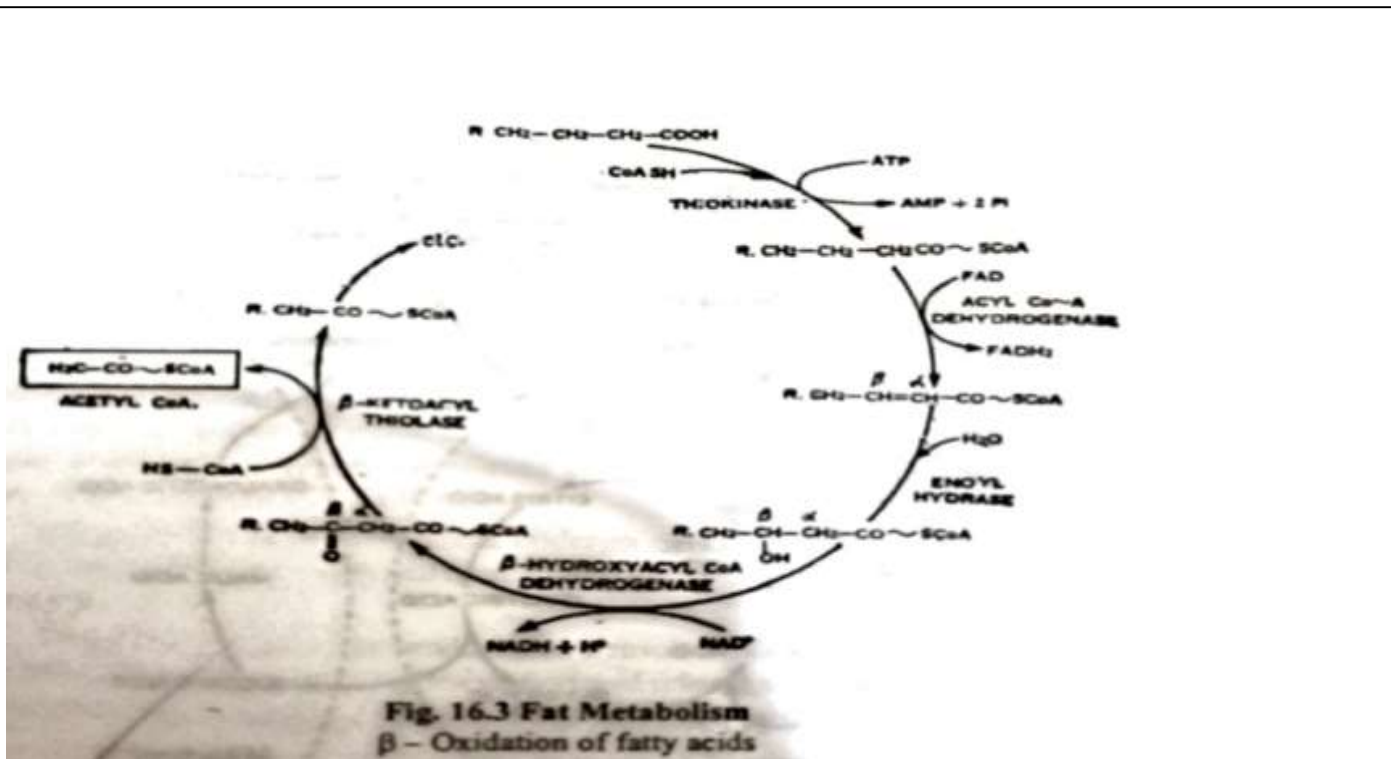 R CH₂—CH₂—CH₂—COOH
CoASH
ATP
THIOKINASE
AMP + 2 Pi
R. CH₂—CH₂—CH₂CO～SCoA
FAD
ACYL Co～A
DEHYDROGENASE
FADH₂
R. CH₂—CH=CH—CO～SCoA
β α
H₂O
ENOYL
HYDRASE
R. CH₂—CH—CH₂—CO～SCoA
β α
OH
β-HYDROXYACYL CoA
DEHYDROGENASE
NAD⁺
NADH + H⁺
R. CH₂—C—CH₂—CO～SCoA
β α
O
HS—CoA
β-KETOACYL
THIOLASE
H₃C—CO～SCoA
ACETYL CoA.
R. CH₂—CO～SCoA
etc.
Fig. 16.3 Fat Metabolism
β – Oxidation of fatty acids